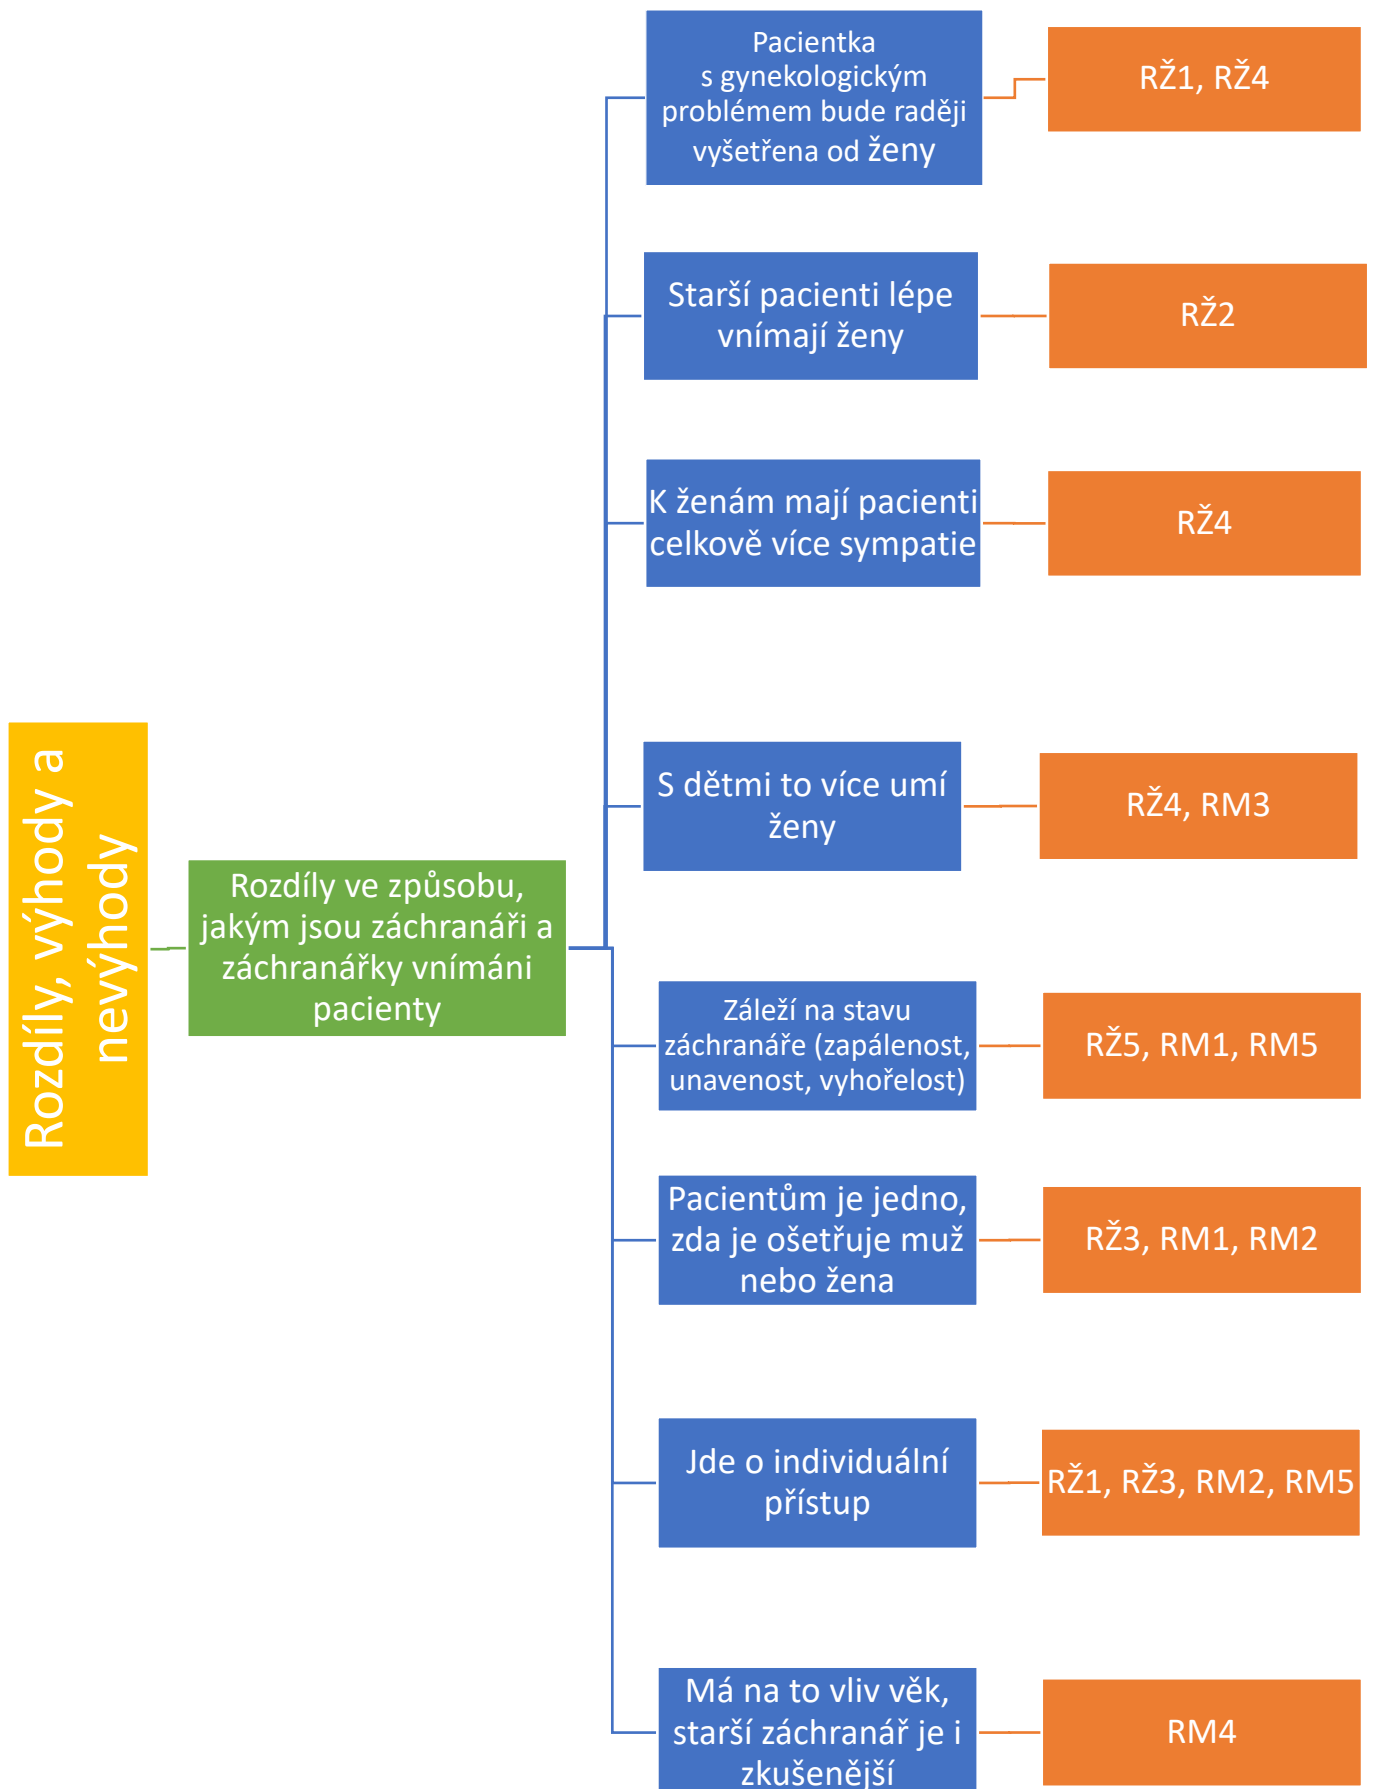 Rozdíly, výhody a
nevýhody
Rozdíly ve způsobu,
jakým jsou záchranáři a
záchranářky vnímáni
pacienty
Pacientka
s gynekologickým
problémem bude raději
vyšetřena od ženy
RŽ1, RŽ4
Starší pacienti lépe
vnímají ženy
RŽ2
K ženám mají pacienti
celkově více sympatie
RŽ4
S dětmi to více umí
ženy
RŽ4, RM3
Záleží na stavu
záchranáře (zapálenost,
unavenost, vyhořelost)
RŽ5, RM1, RM5
Pacientům je jedno,
zda je ošetřuje muž
nebo žena
RŽ3, RM1, RM2
Jde o individuální
přístup
RŽ1, RŽ3, RM2, RM5
Má na to vliv věk,
starší záchranář je i
zkušenější
RM4